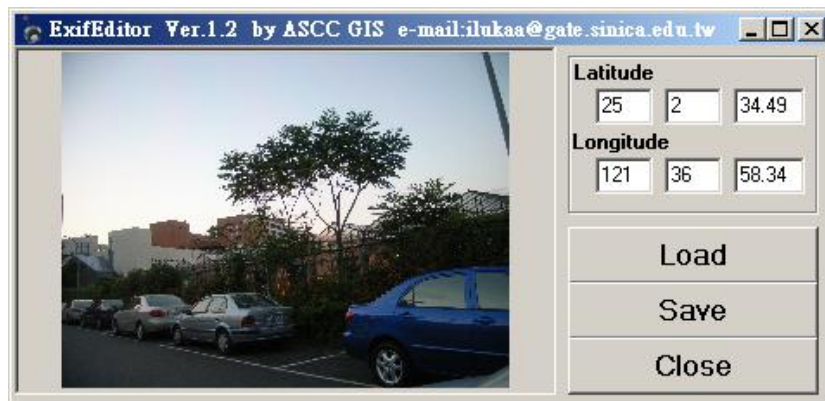 ExifEditor Ver.1.2 by ASCC GIS e-mail:ilukaa@gate.sinica.edu.tw
Latitude
25 2 34.49
Longitude
121 36 58.34
Load
Save
Close